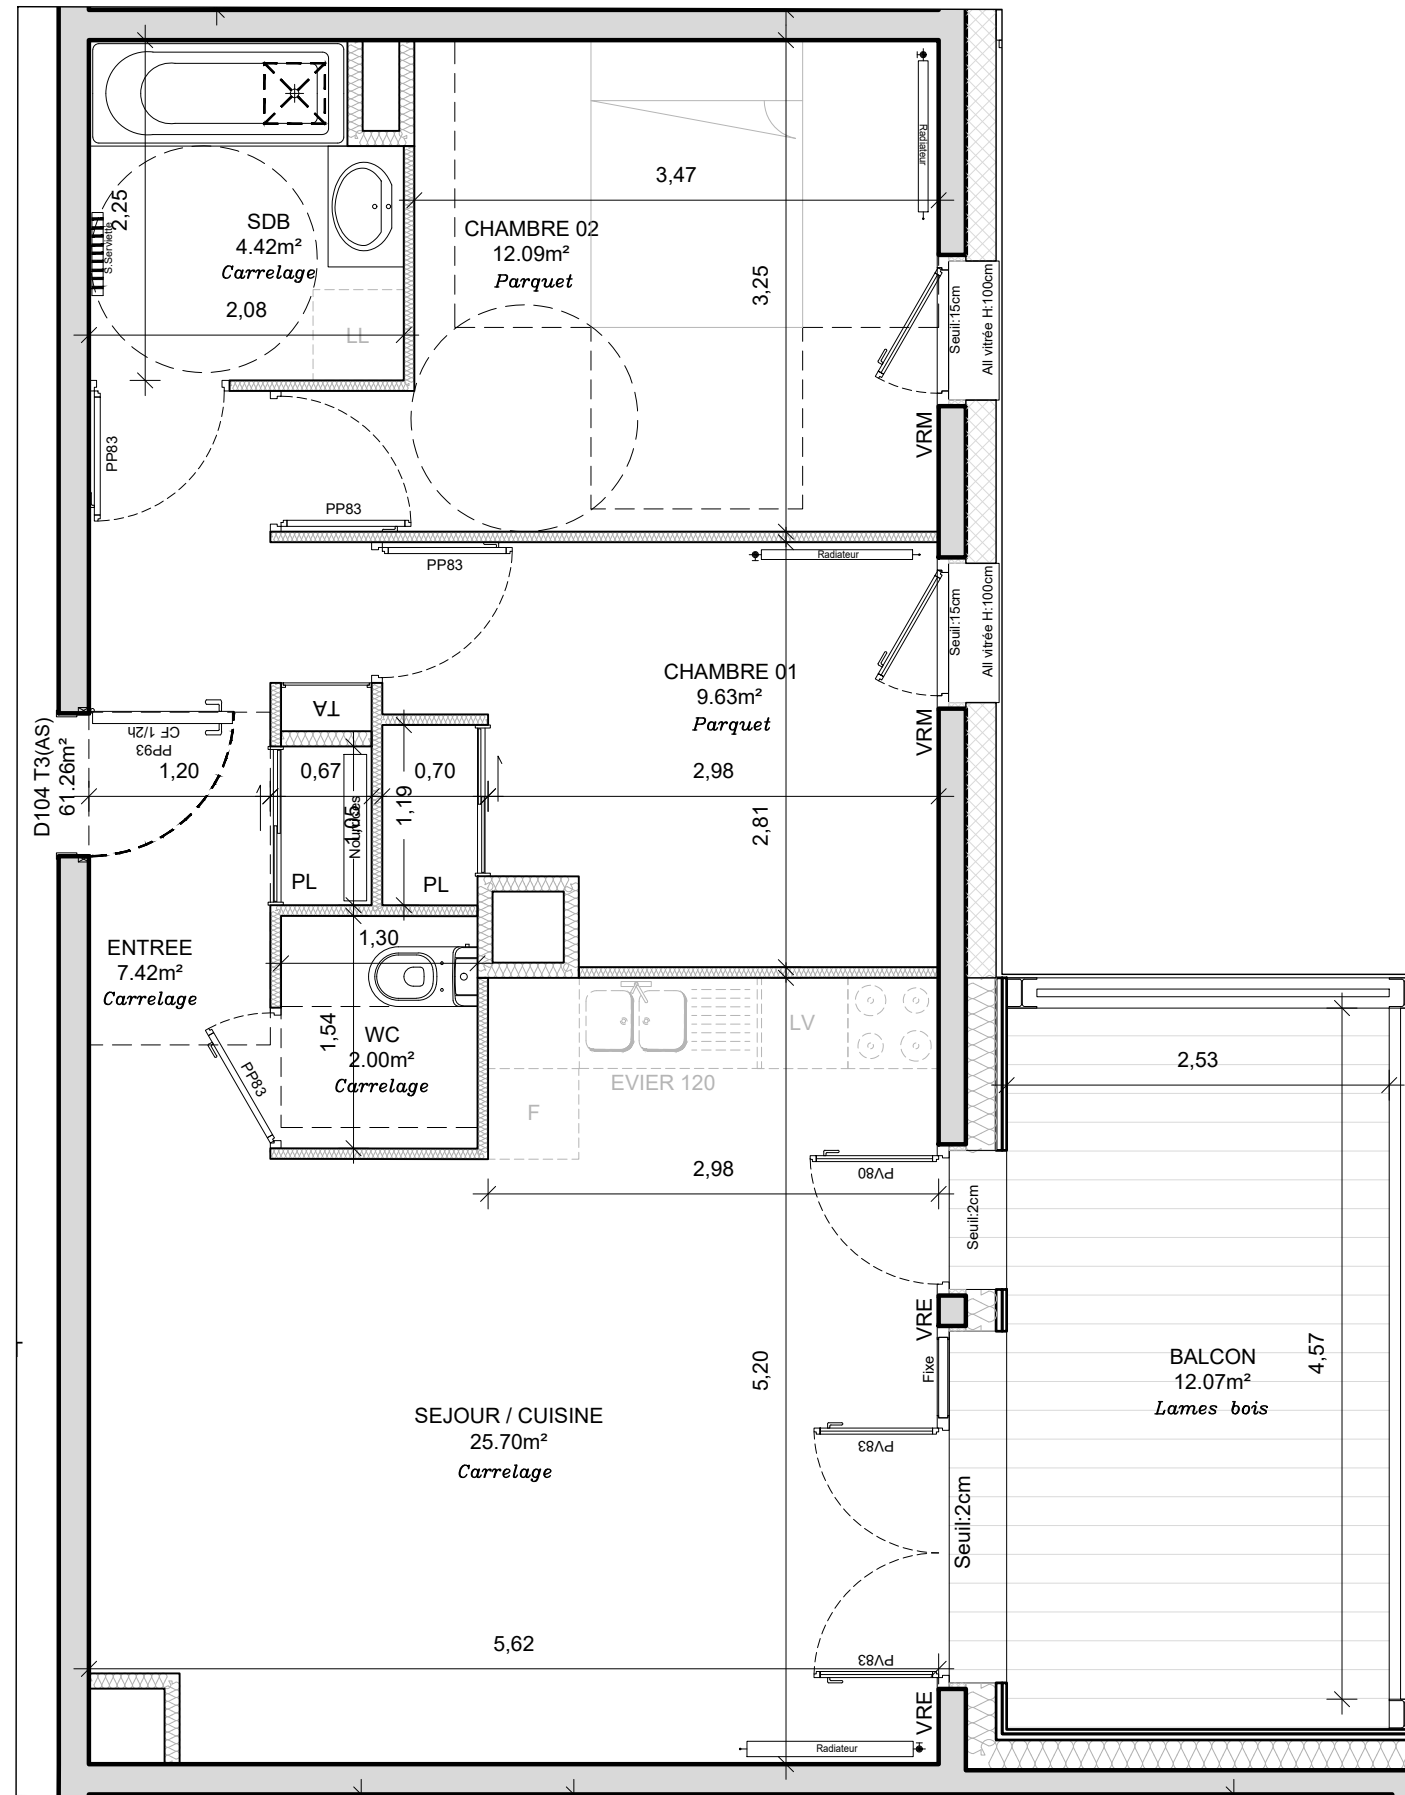 3,47
2,25
SDB
4.42m²
Carrelage
S.Serviette
2,08
LL
CHAMBRE 02
12.09m²
Parquet
3,25
Radiateur
Seuil:15cm
All vitrée H:100cm
VRM
PP83
PP83
PP83
Radiateur
Seuil:15cm
All vitrée H:100cm
VRM
CHAMBRE 01
9.63m²
Parquet
TA
D104 T3(AS)
61.26m²
PP93
CF 1/2h
1,20
0,67
0,70
2,98
1,05
1,19
2,81
PL
PL
1,30
ENTREE
7.42m²
Carrelage
1,54
WC
2.00m²
Carrelage
PP83
LV
EVIER 120
F
2,98
PV80
Seuil:2cm
2,53
VRE
Fixe
5,20
4,57
BALCON
12.07m²
Lames bois
SEJOUR / CUISINE
25.70m²
Carrelage
PV83
Seuil:2cm
5,62
PV83
VRE
Radiateur